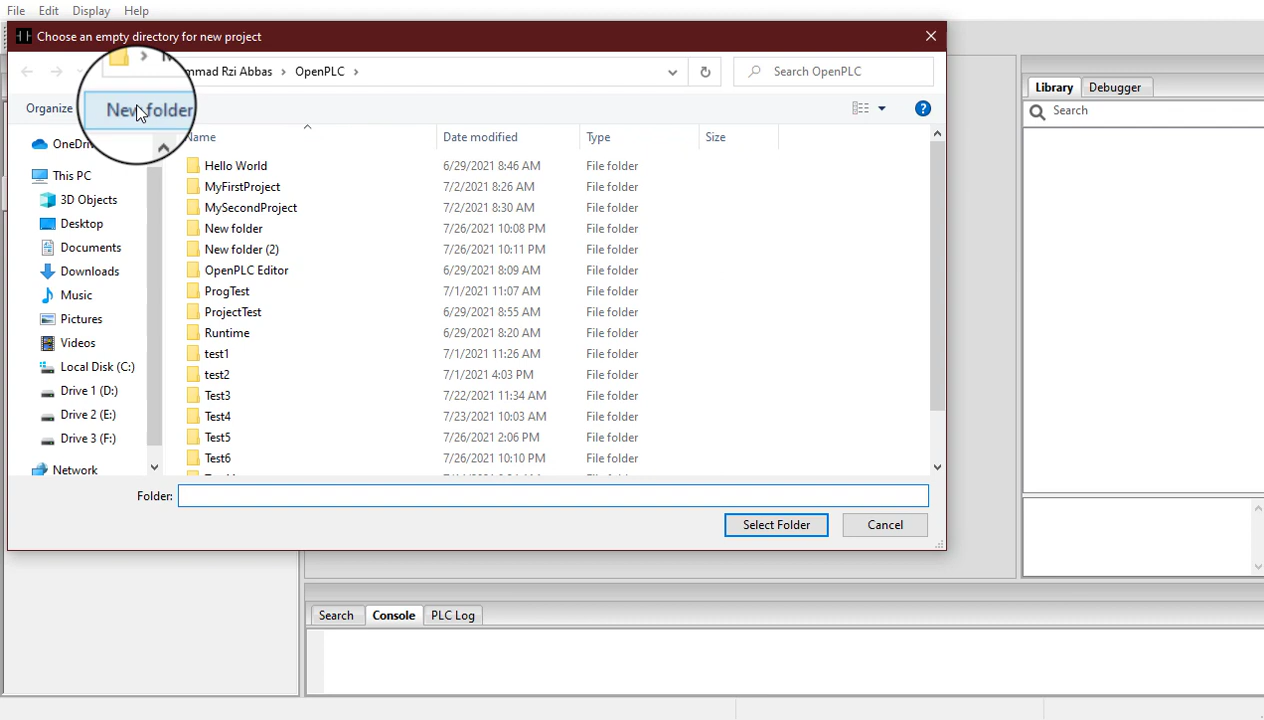 File Edit Display Help
Choose an empty directory for new project
mmad Rzi Abbas > OpenPLC >
Search OpenPLC
Organize
New folder
Name Date modified Type Size
OneDri
This PC
3D Objects
Desktop
Documents
Downloads
Music
Pictures
Videos
Local Disk (C:)
Drive 1 (D:)
Drive 2 (E:)
Drive 3 (F:)
Network
Hello World 6/29/2021 8:46 AM File folder
MyFirstProject 7/2/2021 8:26 AM File folder
MySecondProject 7/2/2021 8:30 AM File folder
New folder 7/26/2021 10:08 PM File folder
New folder (2) 7/26/2021 10:11 PM File folder
OpenPLC Editor 6/29/2021 8:09 AM File folder
ProgTest 7/1/2021 11:07 AM File folder
ProjectTest 6/29/2021 8:55 AM File folder
Runtime 6/29/2021 8:20 AM File folder
test1 7/1/2021 11:26 AM File folder
test2 7/1/2021 4:03 PM File folder
Test3 7/22/2021 11:34 AM File folder
Test4 7/23/2021 10:03 AM File folder
Test5 7/26/2021 2:06 PM File folder
Test6 7/26/2021 10:10 PM File folder
Folder:
Select Folder Cancel
Library Debugger
Search
Search Console PLC Log